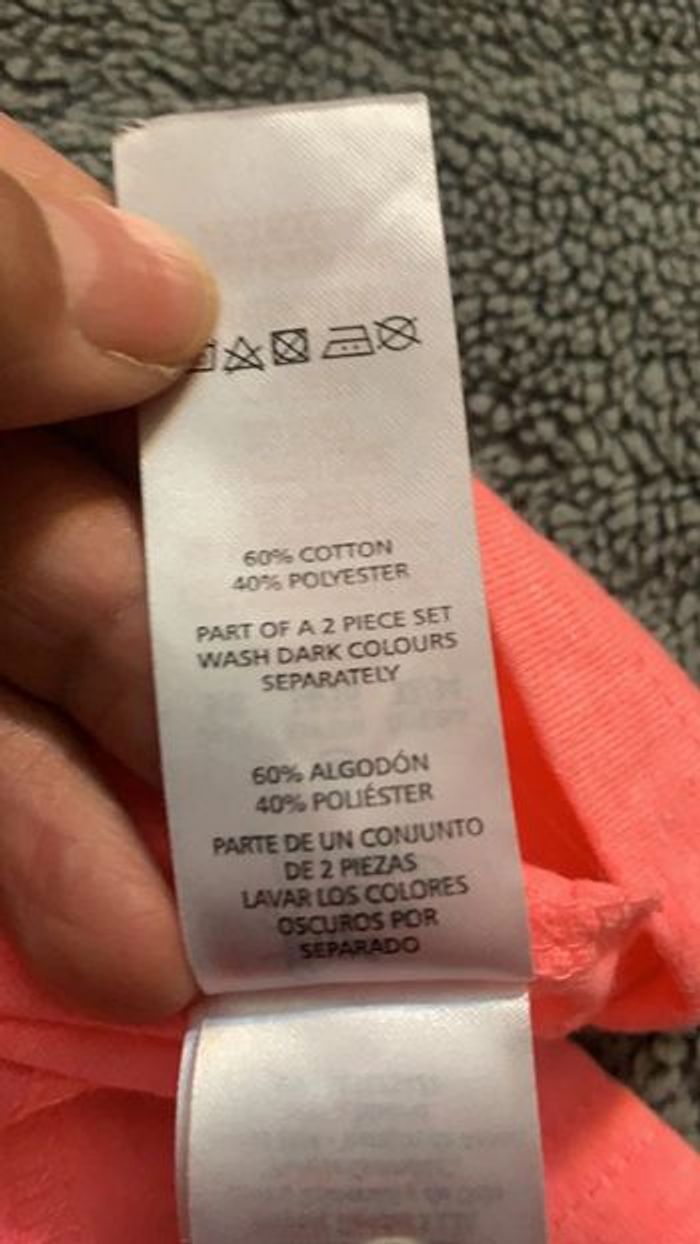 60% COTTON
40% POLYESTER
PART OF A 2 PIECE SET
WASH DARK COLOURS
SEPARATELY
60% ALGODÓN
40% POLIÉSTER
PARTE DE UN CONJUNTO
DE 2 PIEZAS
LAVAR LOS COLORES
OSCUROS POR
SEPARADO